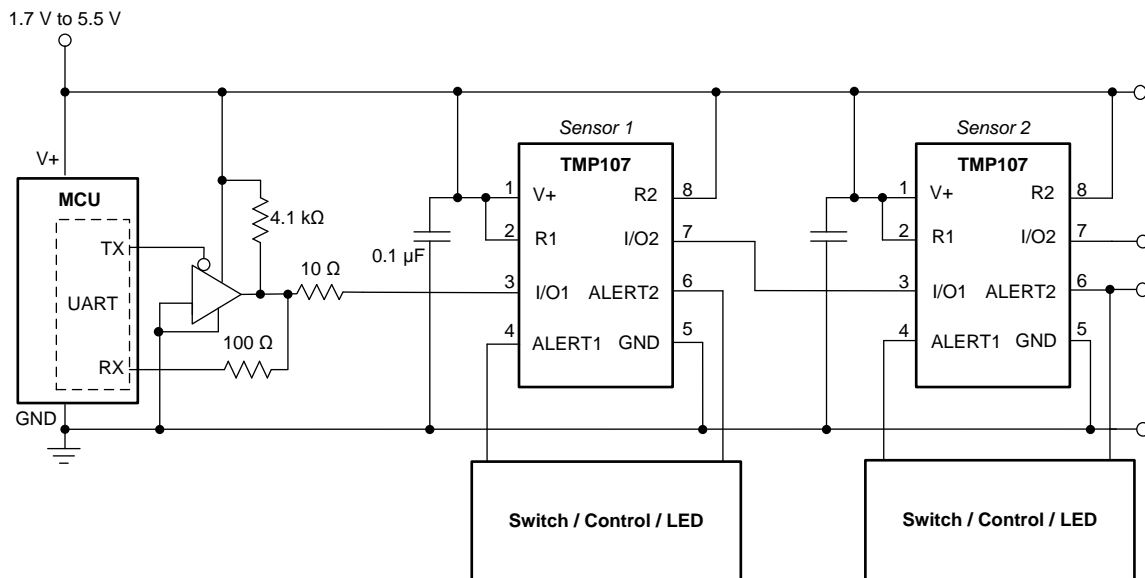 1.7 V to 5.5 V
V+
MCU
TX
UART
RX
GND
4.1 kΩ
10 Ω
100 Ω
0.1 µF
Sensor 1
TMP107
1
V+
R2
8
2
R1
I/O2
7
3
I/O1
ALERT2
6
4
ALERT1
GND
5
Switch / Control / LED
Sensor 2
TMP107
1
V+
R2
8
2
R1
I/O2
7
3
I/O1
ALERT2
6
4
ALERT1
GND
5
Switch / Control / LED